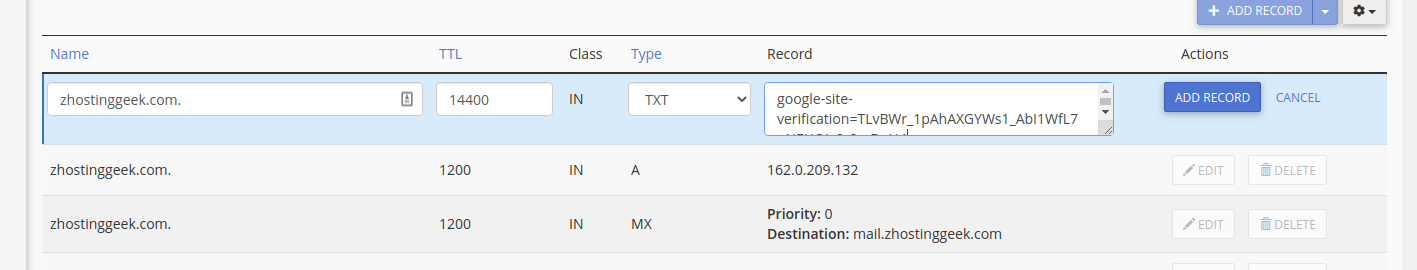 + ADD RECORD
Name TTL Class Type Record Actions
zhostinggeek.com. 14400 IN TXT google-site-
verification=TLvBWr_1pAhAXGYWs1_AbI1WfL7
ADD RECORD CANCEL
zhostinggeek.com. 1200 IN A 162.0.209.132 EDIT DELETE
zhostinggeek.com. 1200 IN MX Priority: 0
Destination: mail.zhostinggeek.com EDIT DELETE